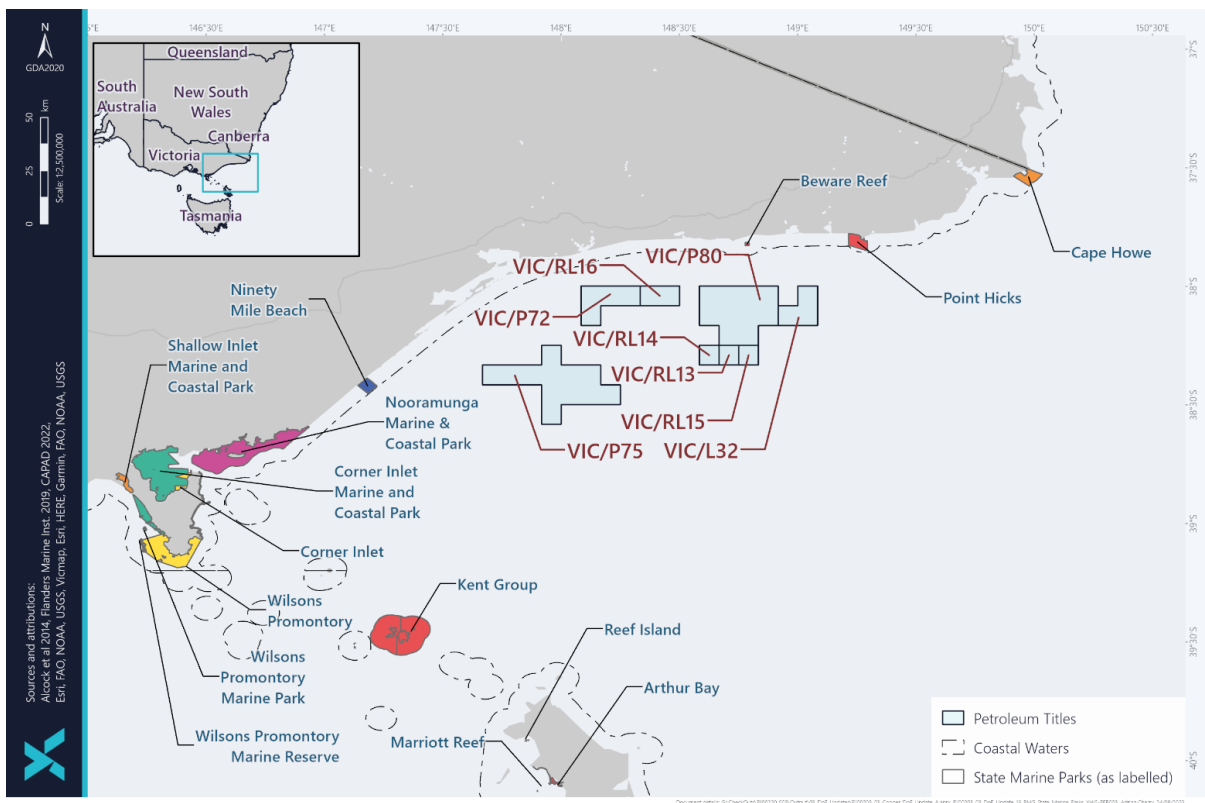 146°30'E
147°E
147°30'E
148°E
148°30'E
149°E
149°30'E
150°E
150°30'E
N
GDA2020
50
25
0
km
Scale: 1:2,500,000
Queensland
South
Australia
New South
Wales
Canberra
Victoria
Tasmania
37°S
37°30'S
38°S
38°30'S
39°S
39°30'S
40°S
Beware Reef
Cape Howe
Point Hicks
VIC/P80
VIC/RL16
VIC/P72
VIC/RL14
VIC/RL13
VIC/RL15
VIC/P75
VIC/L32
Ninety
Mile Beach
Shallow Inlet
Marine and
Coastal Park
Nooramunga
Marine &
Coastal Park
Corner Inlet
Marine and
Coastal Park
Corner Inlet
Kent Group
Wilsons
Promontory
Reef Island
Wilsons
Promontory
Marine Park
Arthur Bay
Wilsons Promontory
Marine Reserve
Marriott Reef
Petroleum Titles
Coastal Waters
State Marine Parks (as labelled)
Sources and attributions:
Alcock et al 2014, Flanders Marine Inst. 2019, CAPAD 2022,
Esri, FAO, NOAA, USGS, Vicmap, Esri, HERE, Garmin, FAO, NOAA, USGS